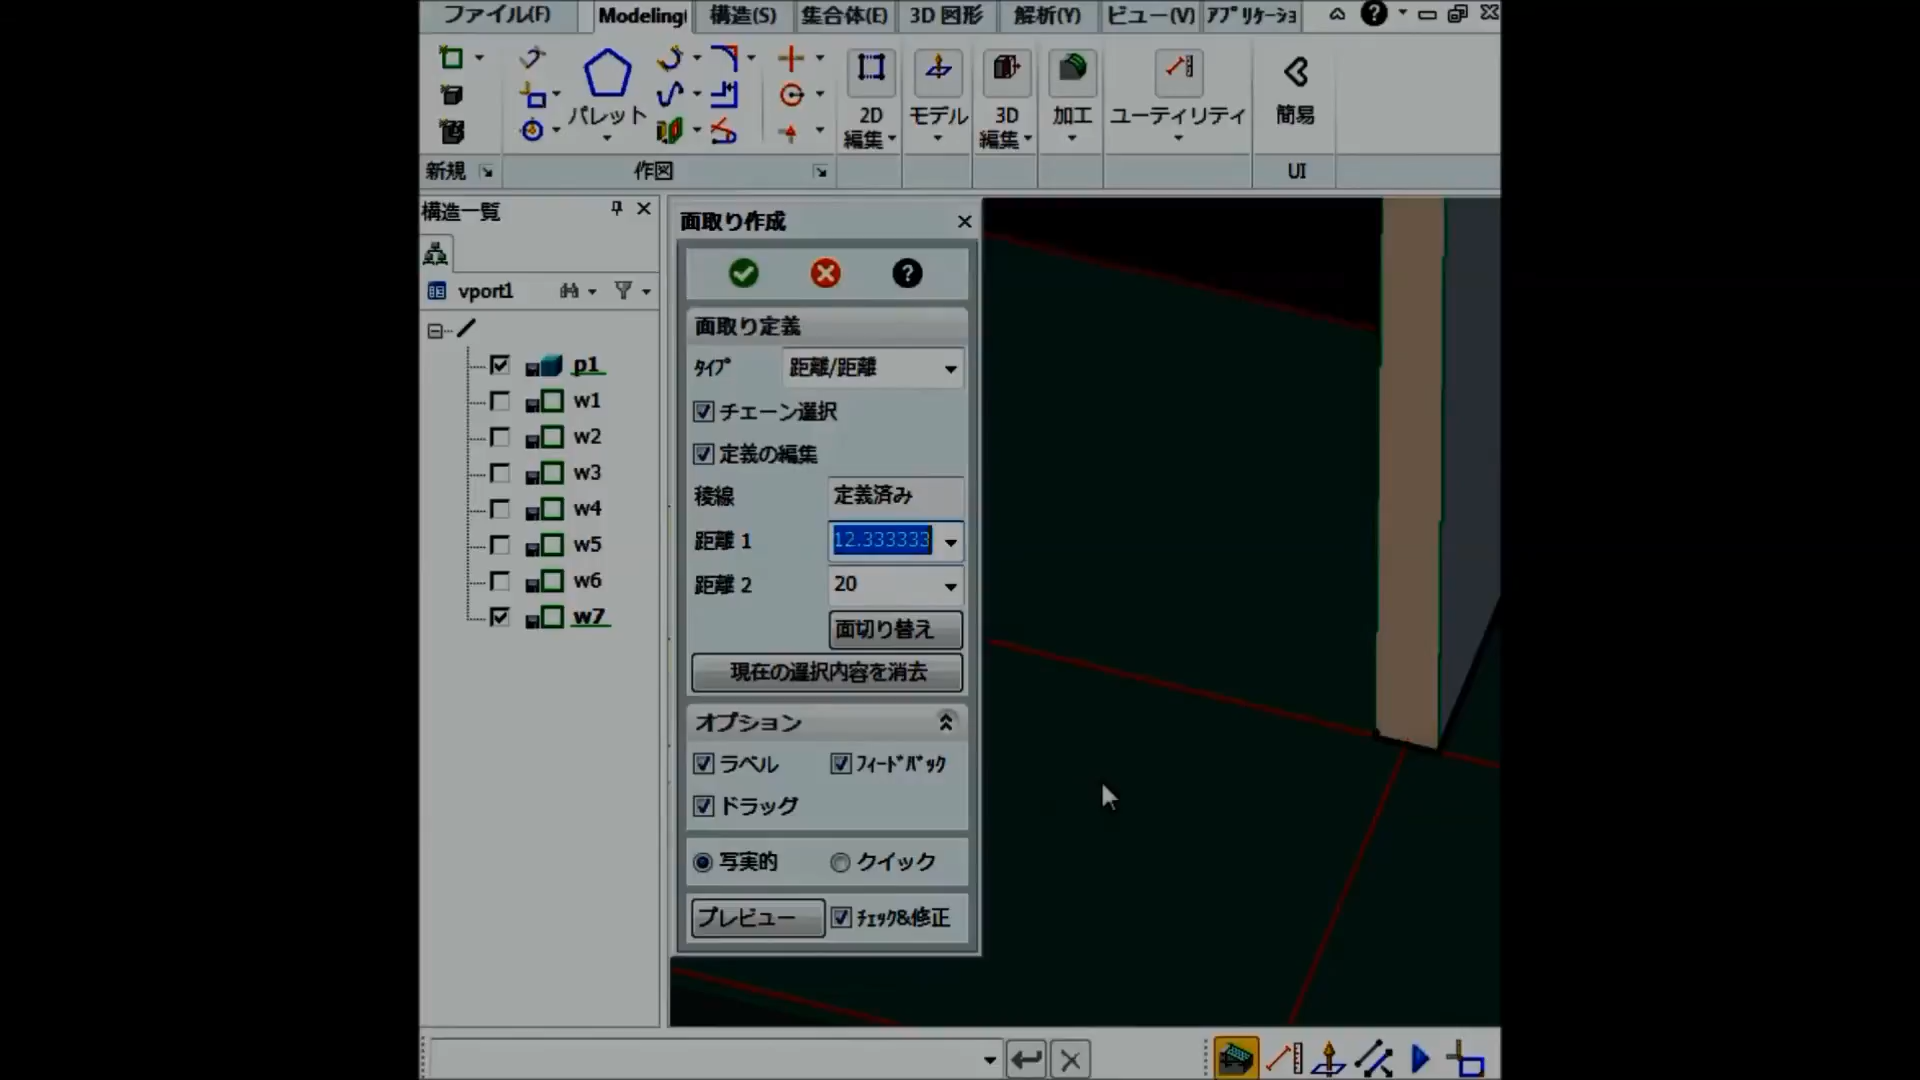 ファイル(F) Modeling( 構造(S) 集合体(E) 3D 図形 解析(Y) ビュー(V) ｱﾌﾟﾘｹｰｼｮ
パレット 2D 編集 モデル 3D 編集 加工 ユーティリティ 簡易
新規 作図 UI
構造一覧
vport1
p1
w1
w2
w3
w4
w5
w6
w7
面取り作成
面取り定義
ﾀｲﾌﾟ 距離/距離
チェーン選択
定義の編集
稜線 定義済み
距離 1 12.333333
距離 2 20
面切り替え
現在の選択内容を消去
オプション
ラベル ﾌｨｰﾄﾞﾊﾞｯｸ
ドラッグ
写実的 クイック
プレビュー ﾁｪｯｸ&修正